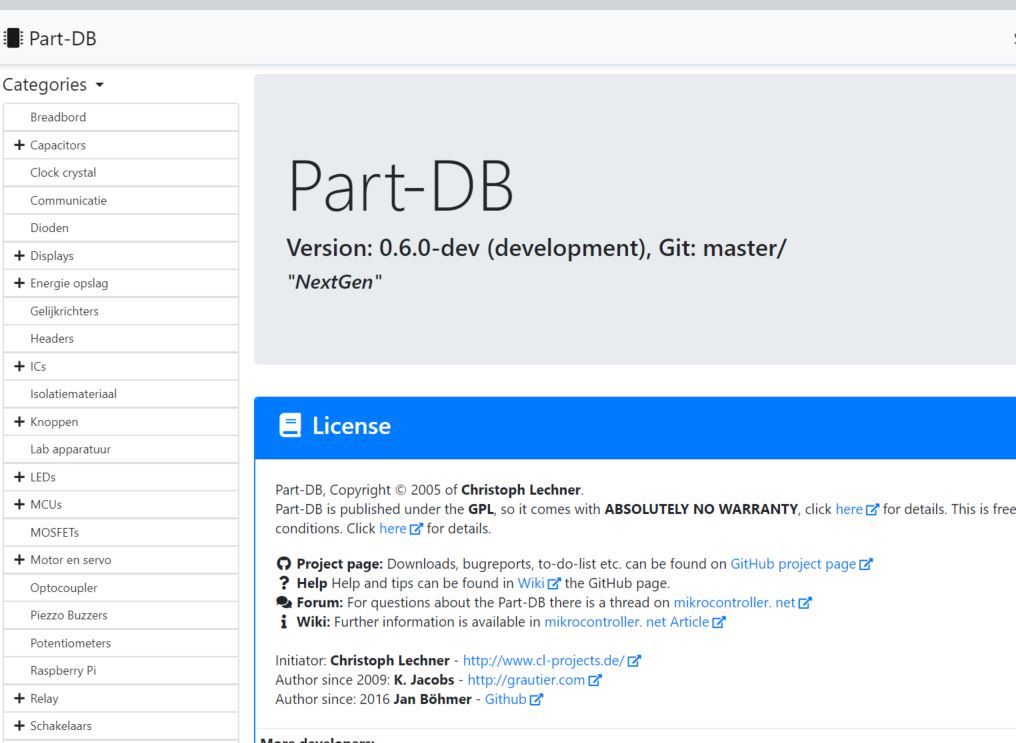 Part-DB
Categories
Breadbord
Capacitors
Clock crystal
Communicatie
Dioden
Displays
Energie opslag
Gelijkrichters
Headers
ICs
Isolatiemateriaal
Knoppen
Lab apparatuur
LEDs
MCUs
MOSFETs
Motor en servo
Optocoupler
Piezzo Buzzers
Potentiometers
Raspberry Pi
Relay
Schakelaars
Part-DB
Version: 0.6.0-dev (development), Git: master/
"NextGen"
License
Part-DB, Copyright © 2005 of Christoph Lechner.
Part-DB is published under the GPL, so it comes with ABSOLUTELY NO WARRANTY, click here for details. This is free
conditions. Click here for details.
Project page: Downloads, bugreports, to-do-list etc. can be found on GitHub project page
Help Help and tips can be found in Wiki the GitHub page.
Forum: For questions about the Part-DB there is a thread on mikrocontroller. net
Wiki: Further information is available in mikrocontroller. net Article
Initiator: Christoph Lechner - http://www.cl-projects.de/
Author since 2009: K. Jacobs - http://grautier.com
Author since: 2016 Jan Böhmer - Github
More developers: